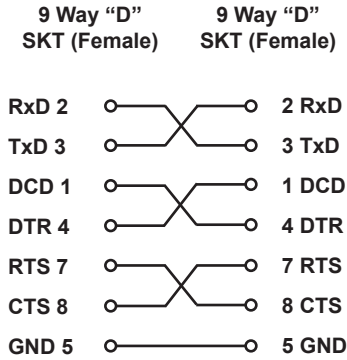 9 Way “D”
SKT (Female)
9 Way “D”
SKT (Female)
RxD 2
2 RxD
TxD 3
3 TxD
DCD 1
1 DCD
DTR 4
4 DTR
RTS 7
7 RTS
CTS 8
8 CTS
GND 5
5 GND